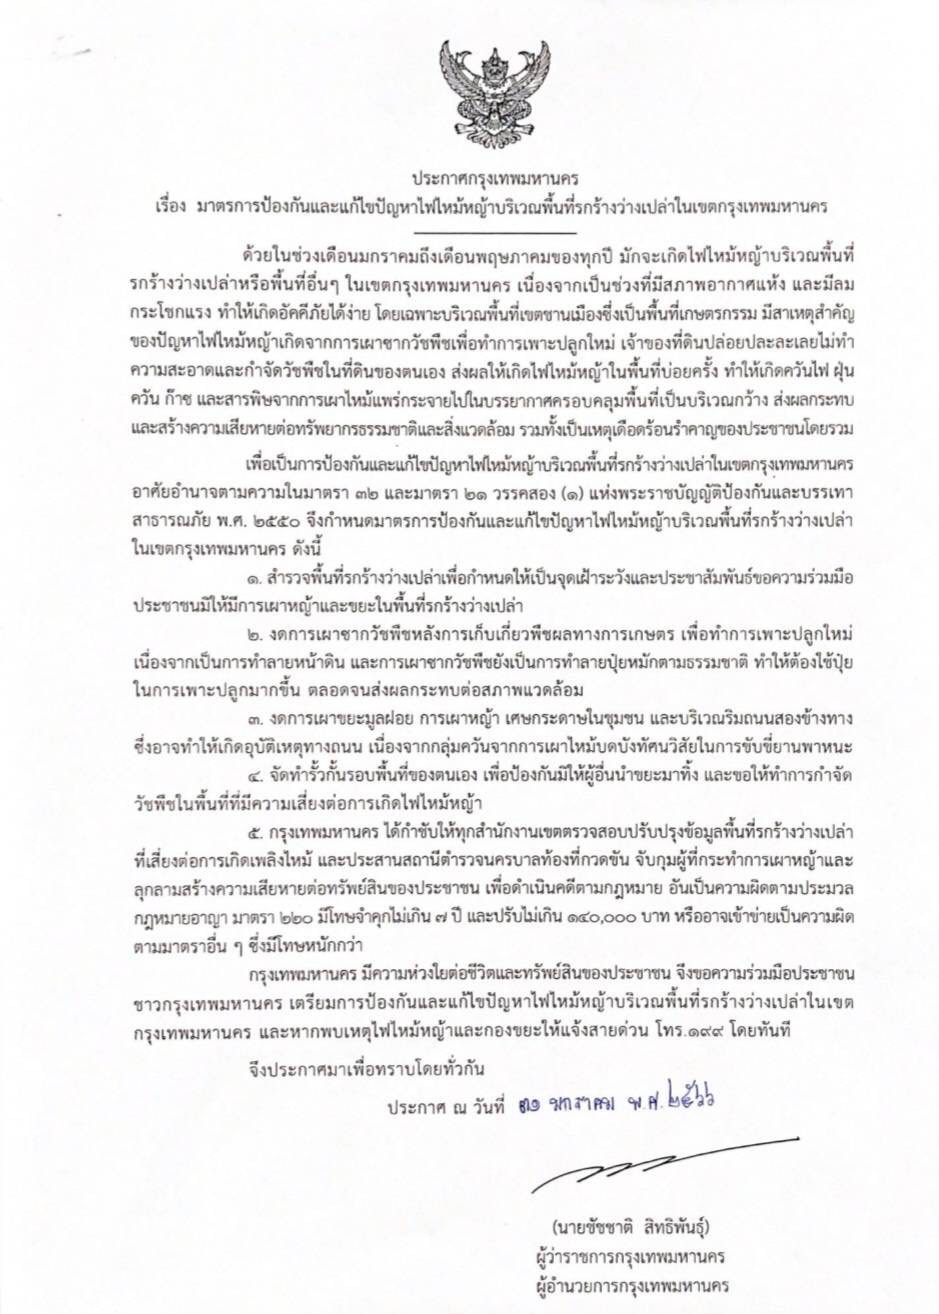 ประกาศกรุงเทพมหานคร
เรื่อง มาตรการป้องกันและแก้ไขปัญหาไฟไหม้หญ้าบริเวณพื้นที่รกร้างว่างเปล่าในเขตกรุงเทพมหานคร
ด้วยในช่วงเดือนมกราคมถึงเดือนพฤษภาคมของทุกปี มักจะเกิดไฟไหม้หญ้าบริเวณพื้นที่
รกร้างว่างเปล่าหรือพื้นที่อื่นๆ ในเขตกรุงเทพมหานคร เนื่องจากเป็นช่วงที่มีสภาพอากาศแห้ง และมีลม
กระโชกแรง ทำให้เกิดอัคคีภัยได้ง่าย โดยเฉพาะบริเวณพื้นที่เขตชานเมืองซึ่งเป็นพื้นที่เกษตรกรรม มีสาเหตุสำคัญ
ของปัญหาไฟไหม้หญ้าเกิดจากการเผาซากวัชพืชเพื่อทำการเพาะปลูกใหม่ เจ้าของที่ดินปล่อยปละละเลยไม่ทำ
ความสะอาดและกำจัดวัชพืชในที่ดินของตนเอง ส่งผลให้เกิดไฟไหม้หญ้าในพื้นที่บ่อยครั้ง ทำให้เกิดควันไฟ ฝุ่น
ควัน ก๊าซ และสารพิษจากการเผาไหม้แพร่กระจายไปในบรรยากาศครอบคลุมพื้นที่เป็นบริเวณกว้าง ส่งผลกระทบ
และสร้างความเสียหายต่อทรัพยากรธรรมชาติและสิ่งแวดล้อม รวมทั้งเป็นเหตุเดือดร้อนรำคาญของประชาชนโดยรวม
เพื่อเป็นการป้องกันและแก้ไขปัญหาไฟไหม้หญ้าบริเวณพื้นที่รกร้างว่างเปล่าในเขตกรุงเทพมหานคร
อาศัยอำนาจตามความในมาตรา ๓๒ และมาตรา ๒๑ วรรคสอง (๑) แห่งพระราชบัญญัติป้องกันและบรรเทา
สาธารณภัย พ.ศ. ๒๕๕๐ จึงกำหนดมาตรการป้องกันและแก้ไขปัญหาไฟไหม้หญ้าบริเวณพื้นที่รกร้างว่างเปล่า
ในเขตกรุงเทพมหานคร ดังนี้
๑. สำรวจพื้นที่รกร้างว่างเปล่าเพื่อกำหนดให้เป็นจุดเฝ้าระวังและประชาสัมพันธ์ขอความร่วมมือ
ประชาชนมิให้มีการเผาหญ้าและขยะในพื้นที่รกร้างว่างเปล่า
๒. งดการเผาซากวัชพืชหลังการเก็บเกี่ยวพืชผลทางการเกษตร เพื่อทำการเพาะปลูกใหม่
เนื่องจากเป็นการทำลายหน้าดิน และการเผาซากวัชพืชยังเป็นการทำลายปุ๋ยหมักตามธรรมชาติ ทำให้ต้องใช้ปุ๋ย
ในการเพาะปลูกมากขึ้น ตลอดจนส่งผลกระทบต่อสภาพแวดล้อม
๓. งดการเผาขยะมูลฝอย การเผาหญ้า เศษกระดาษในชุมชน และบริเวณริมถนนสองข้างทาง
ซึ่งอาจทำให้เกิดอุบัติเหตุทางถนน เนื่องจากกลุ่มควันจากการเผาไหม้บดบังทัศนวิสัยในการขับขี่ยานพาหนะ
๔. จัดทำรั้วกั้นรอบพื้นที่ของตนเอง เพื่อป้องกันมิให้ผู้อื่นนำขยะมาทิ้ง และขอให้ทำการกำจัด
วัชพืชในพื้นที่ที่มีความเสี่ยงต่อการเกิดไฟไหม้หญ้า
๕. กรุงเทพมหานคร ได้กำชับให้ทุกสำนักงานเขตตรวจสอบปรับปรุงข้อมูลพื้นที่รกร้างว่างเปล่า
ที่เสี่ยงต่อการเกิดเพลิงไหม้ และประสานสถานีตำรวจนครบาลท้องที่กวดขัน จับกุมผู้ที่กระทำการเผาหญ้าและ
ลุกลามสร้างความเสียหายต่อทรัพย์สินของประชาชน เพื่อดำเนินคดีตามกฎหมาย อันเป็นความผิดตามประมวล
กฎหมายอาญา มาตรา ๒๒๐ มีโทษจำคุกไม่เกิน ๗ ปี และปรับไม่เกิน ๑๔๐,๐๐๐ บาท หรืออาจเข้าข่ายเป็นความผิด
ตามมาตราอื่น ๆ ซึ่งมีโทษหนักกว่า
กรุงเทพมหานคร มีความห่วงใยต่อชีวิตและทรัพย์สินของประชาชน จึงขอความร่วมมือประชาชน
ชาวกรุงเทพมหานคร เตรียมการป้องกันและแก้ไขปัญหาไฟไหม้หญ้าบริเวณพื้นที่รกร้างว่างเปล่าในเขต
กรุงเทพมหานคร และหากพบเหตุไฟไหม้หญ้าและกองขยะให้แจ้งสายด่วน โทร.๑๙๙ โดยทันที
จึงประกาศมาเพื่อทราบโดยทั่วกัน
ประกาศ ณ วันที่ ๓๑ มกราคม พ.ศ.๒๕๖๖
(นายชัชชาติ สิทธิพันธุ์)
ผู้ว่าราชการกรุงเทพมหานคร
ผู้อำนวยการกรุงเทพมหานคร